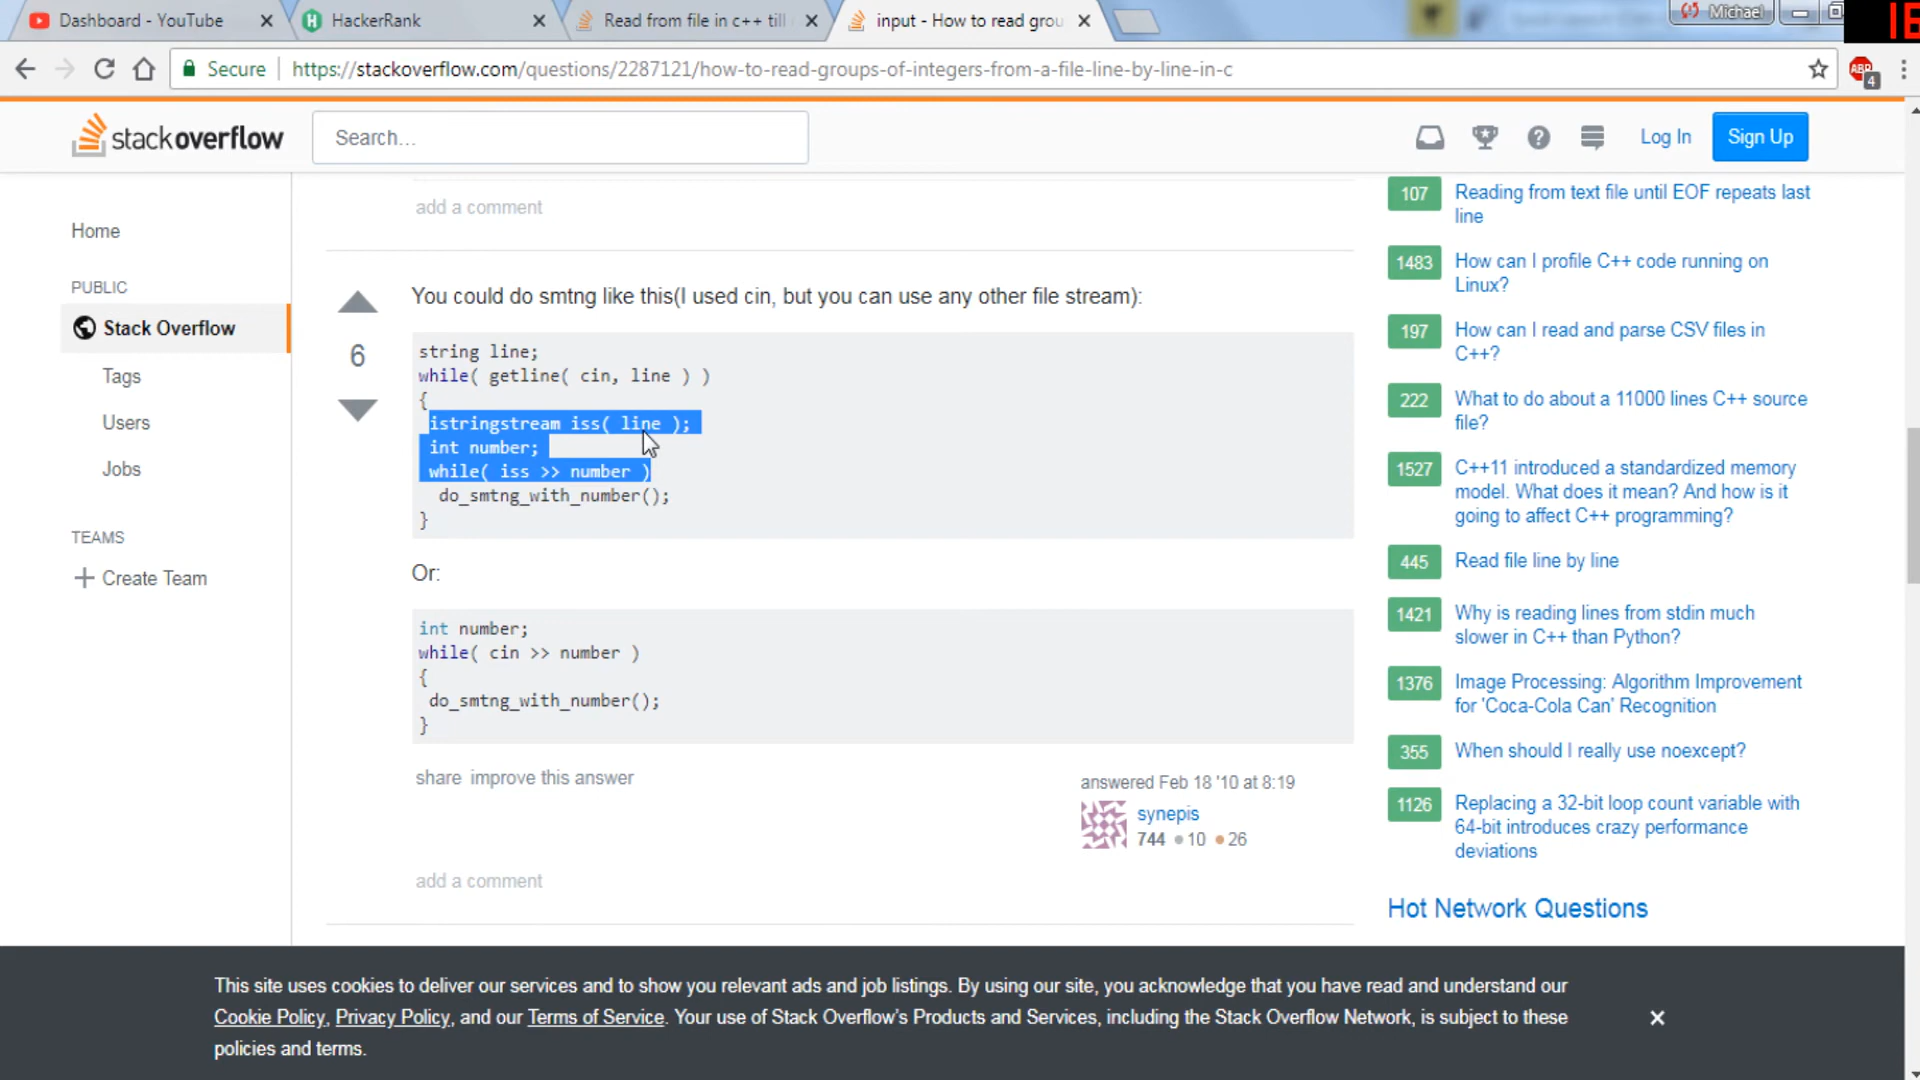 Dashboard - YouTube
HackerRank
Read from file in c++ till
input - How to read grou
Michael
Secure
https://stackoverflow.com/questions/2287121/how-to-read-groups-of-integers-from-a-file-line-by-line-in-c
ABP
4
stackoverflow
Search...
Log In
Sign Up
Home
PUBLIC
Stack Overflow
Tags
Users
Jobs
TEAMS
Create Team
add a comment
6
You could do smtng like this(I used cin, but you can use any other file stream):
string line;
while( getline( cin, line ) )
{
istringstream iss( line );
int number;
while( iss >> number )
do_smtng_with_number();
}
Or:
int number;
while( cin >> number )
{
do_smtng_with_number();
}
share improve this answer
answered Feb 18 '10 at 8:19
synepis
744 10 26
add a comment
107 Reading from text file until EOF repeats last
line
1483 How can I profile C++ code running on
Linux?
197 How can I read and parse CSV files in
C++?
222 What to do about a 11000 lines C++ source
file?
1527 C++11 introduced a standardized memory
model. What does it mean? And how is it
going to affect C++ programming?
445 Read file line by line
1421 Why is reading lines from stdin much
slower in C++ than Python?
1376 Image Processing: Algorithm Improvement
for 'Coca-Cola Can' Recognition
355 When should I really use noexcept?
1126 Replacing a 32-bit loop count variable with
64-bit introduces crazy performance
deviations
Hot Network Questions
This site uses cookies to deliver our services and to show you relevant ads and job listings. By using our site, you acknowledge that you have read and understand our
Cookie Policy, Privacy Policy, and our Terms of Service. Your use of Stack Overflow's Products and Services, including the Stack Overflow Network, is subject to these
policies and terms.